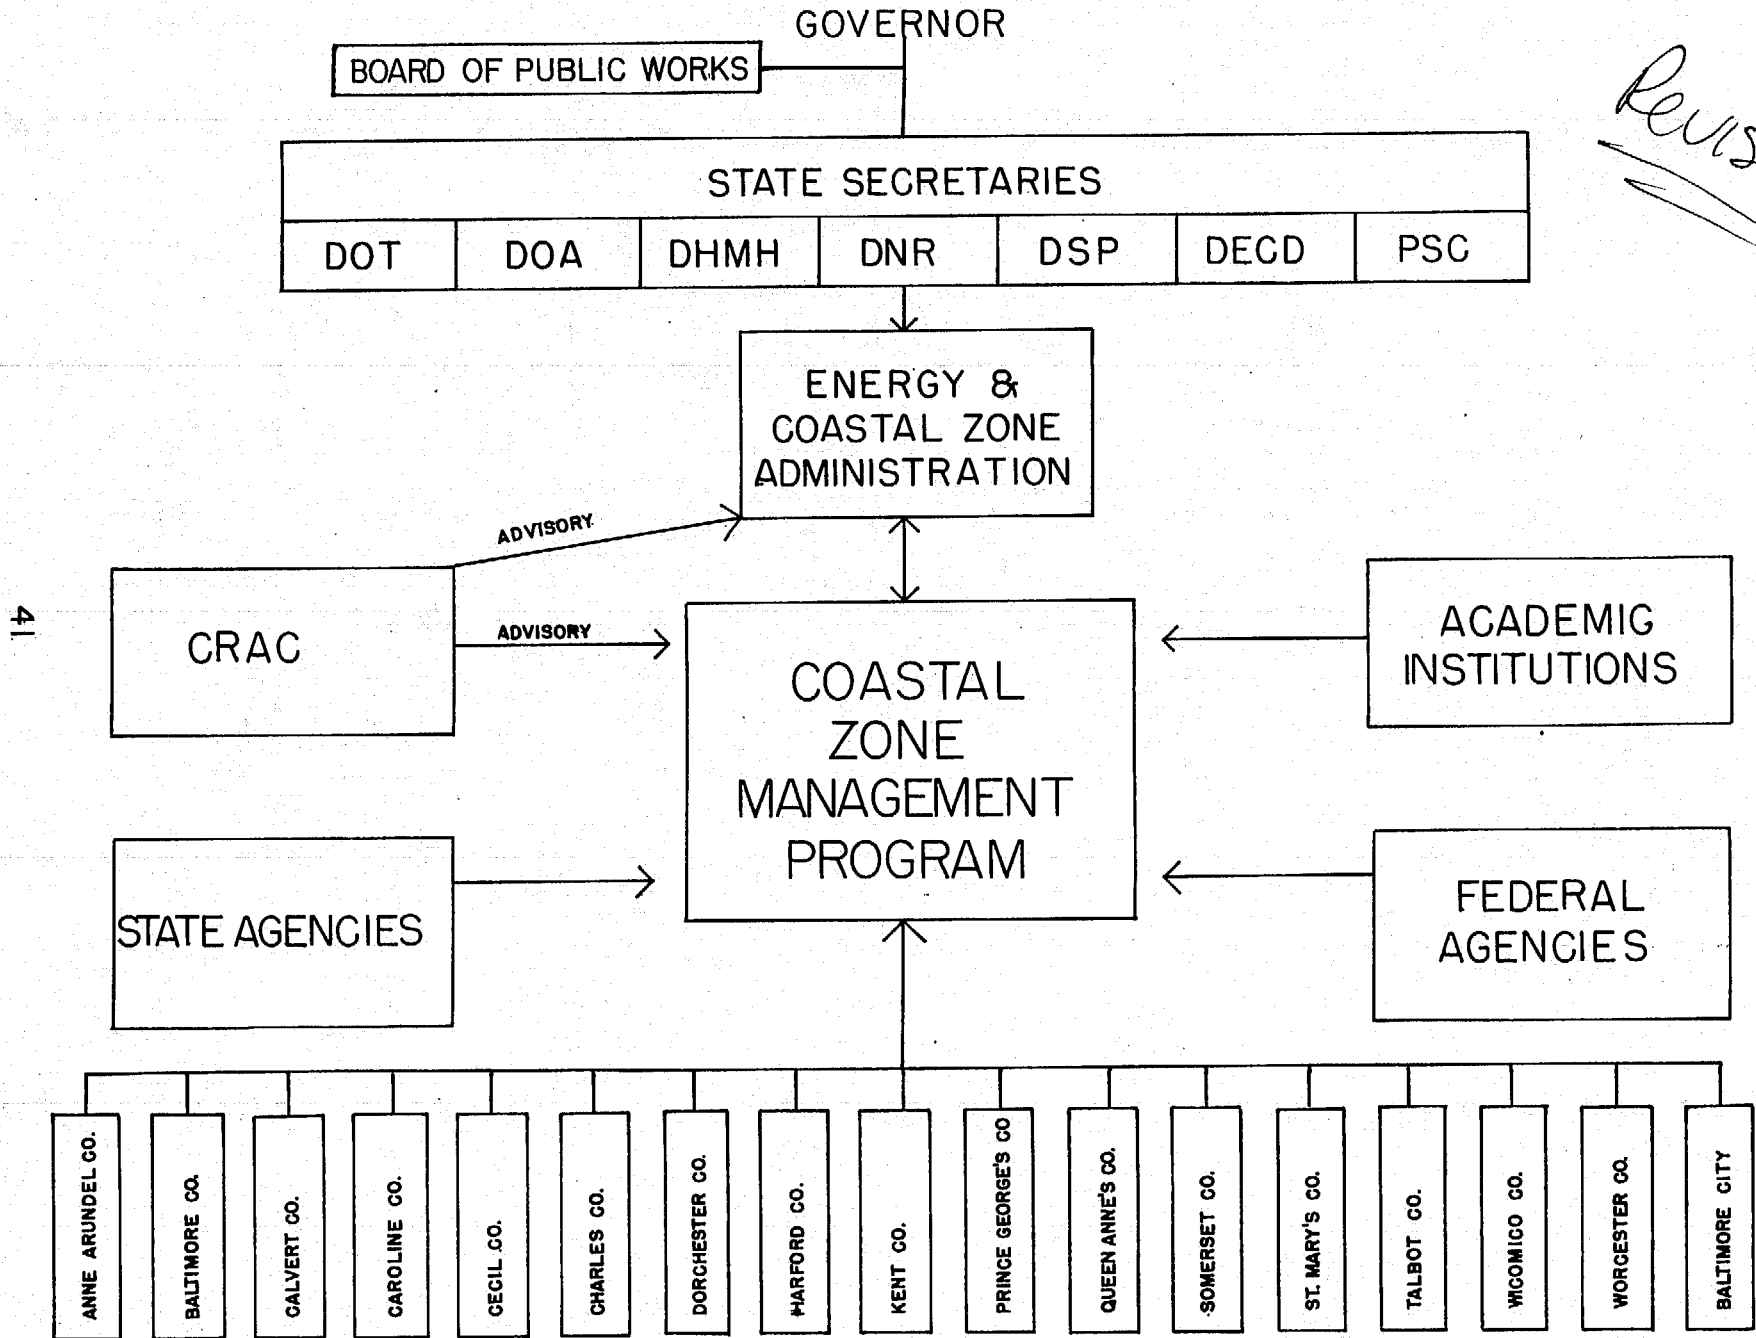 GOVERNOR
BOARD OF PUBLIC WORKS
Revis
STATE SECRETARIES
DOT DOA DHMH DNR DSP DECD PSC
ENERGY &
COASTAL ZONE
ADMINISTRATION
ADVISORY
CRAC
ADVISORY
ACADEMIC
INSTITUTIONS
COASTAL
ZONE
MANAGEMENT
PROGRAM
STATE AGENCIES
FEDERAL
AGENCIES
41
ANNE ARUNDEL CO.
BALTIMORE CO.
CALVERT CO.
CAROLINE CO.
CECIL CO.
CHARLES CO.
DORCHESTER CO.
HARFORD CO.
KENT CO.
PRINCE GEORGE'S CO
QUEEN ANNE'S CO.
SOMERSET CO.
ST. MARY'S CO.
TALBOT CO.
WICOMICO CO.
WORCESTER CO.
BALTIMORE CITY